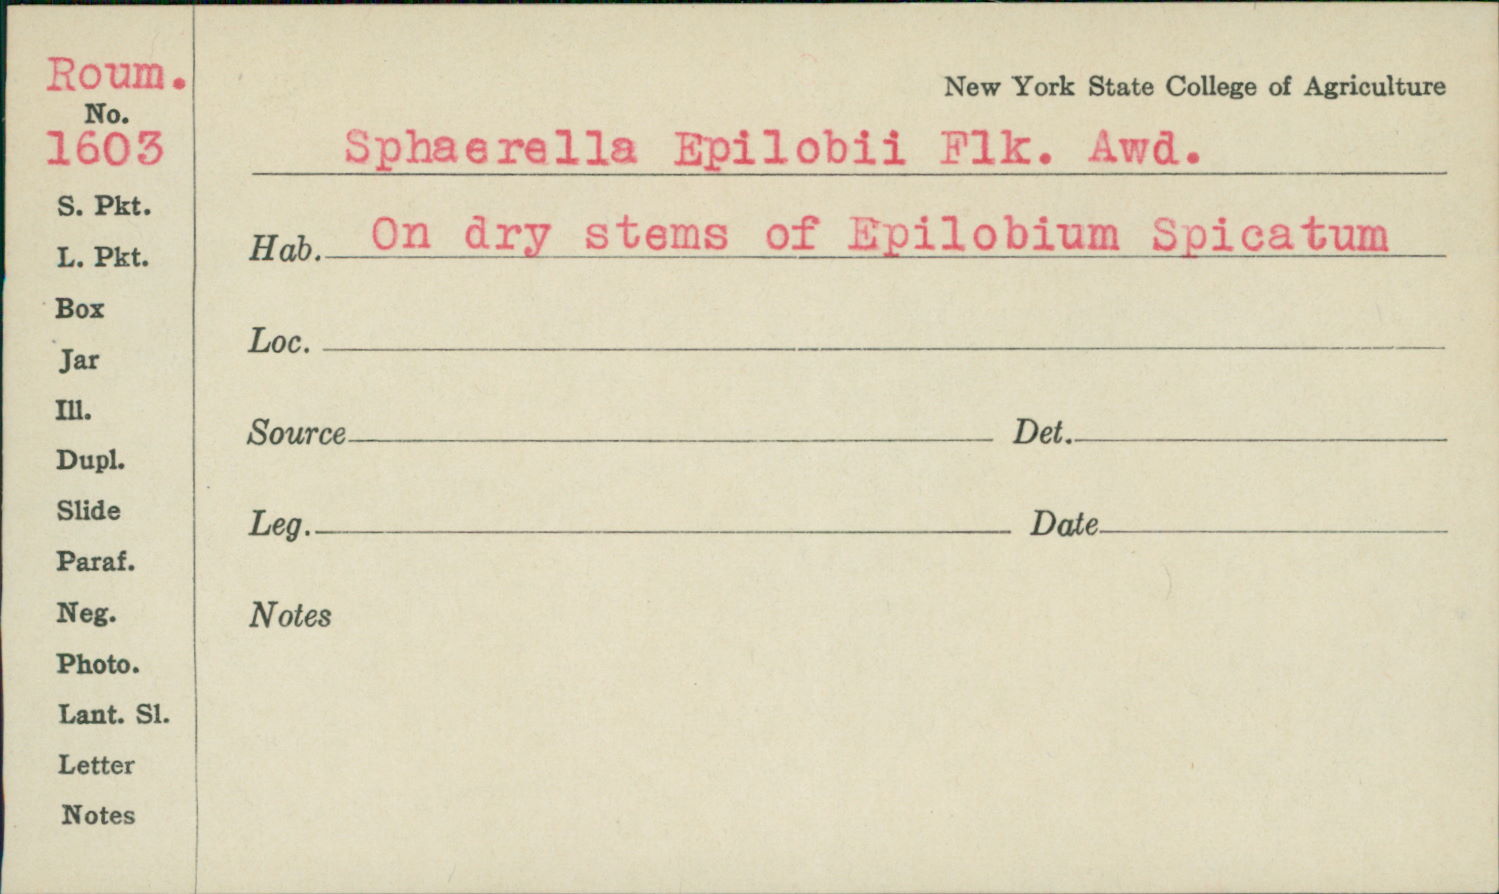 Roum.
No.
1603
S. Pkt.
L. Pkt.
Box
Jar
Ill.
Dupl.
Slide
Paraf.
Neg.
Photo.
Lant. Sl.
Letter
Notes
New York State College of Agriculture
Sphaerella Epilobii Flk. Awd.
Hab. On dry stems of Epilobium Spicatum
Loc.
Source Det.
Leg. Date
Notes